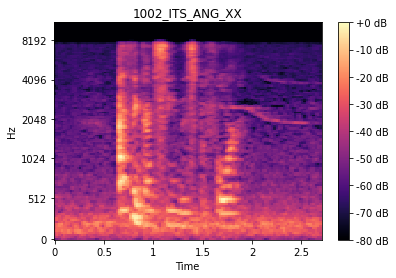 1002_ITS_ANG_XX
+0 dB
8192
-10 dB
4096
-20 dB
-30 dB
2048
-40 dB
Hz
1024
-50 dB
512
-60 dB
-70 dB
0
-80 dB
0 0.5 1 1.5 2 2.5
Time